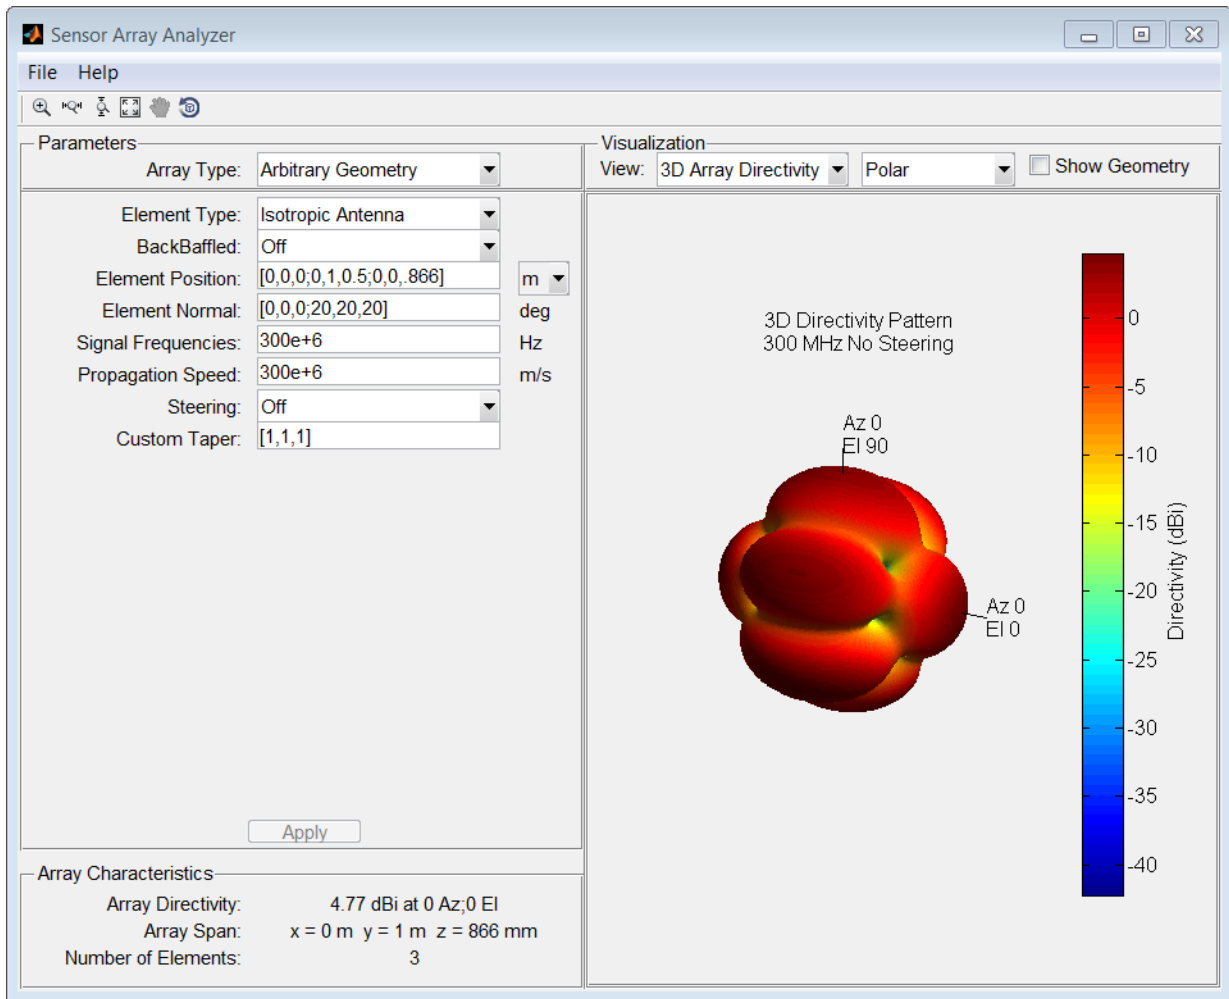 Sensor Array Analyzer
File Help
Parameters
Array Type: Arbitrary Geometry
Element Type: Isotropic Antenna
BackBaffled: Off
Element Position: [0,0,0;0,1,0.5;0,0,.866] m
Element Normal: [0,0,0;20,20,20] deg
Signal Frequencies: 300e+6 Hz
Propagation Speed: 300e+6 m/s
Steering: Off
Custom Taper: [1,1,1]
Apply
Array Characteristics
Array Directivity: 4.77 dBi at 0 Az;0 El
Array Span: x = 0 m y = 1 m z = 866 mm
Number of Elements: 3
Visualization
View: 3D Array Directivity Polar Show Geometry
3D Directivity Pattern
300 MHz No Steering
Az 0
El 90
Az 0
El 0
0
-5
-10
-15
-20
-25
-30
-35
-40
Directivity (dBi)